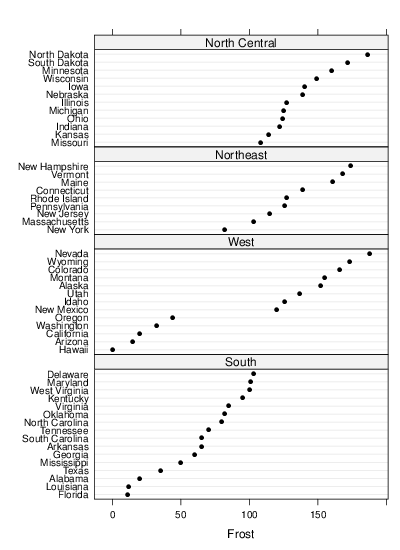 North Central
North Dakota
South Dakota
Minnesota
Wisconsin
Iowa
Nebraska
Illinois
Michigan
Ohio
Indiana
Kansas
Missouri
Northeast
New Hampshire
Vermont
Maine
Connecticut
Rhode Island
Pennsylvania
New Jersey
Massachusetts
New York
West
Nevada
Wyoming
Colorado
Montana
Alaska
Utah
Idaho
New Mexico
Oregon
Washington
California
Arizona
Hawaii
South
Delaware
Maryland
West Virginia
Kentucky
Virginia
Oklahoma
North Carolina
Tennessee
South Carolina
Arkansas
Georgia
Mississippi
Texas
Alabama
Louisiana
Florida
0 50 100 150
Frost